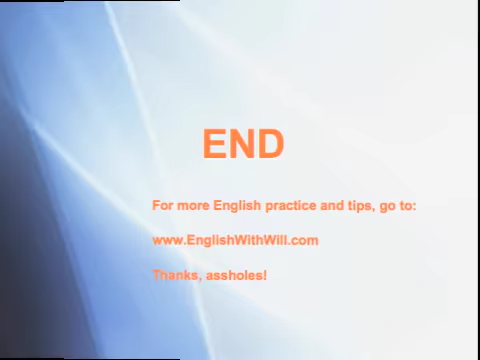 END
For more English practice and tips, go to:
www.EnglishWithWill.com
Thanks, assholes!